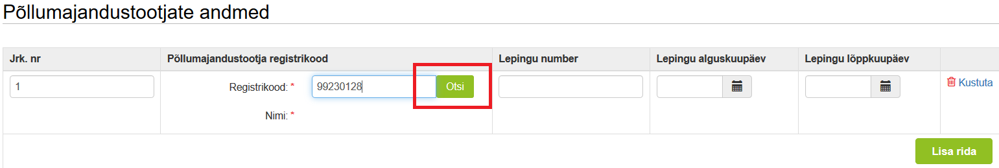 Põllumajandustootjate andmed
Jrk. nr Põllumajandustootja registrikood Lepingu number Lepingu alguskuupäev Lepingu lõppkuupäev
1 Registrikood: * 99230128 Otsi Kustuta
Nimi: *
Lisa rida